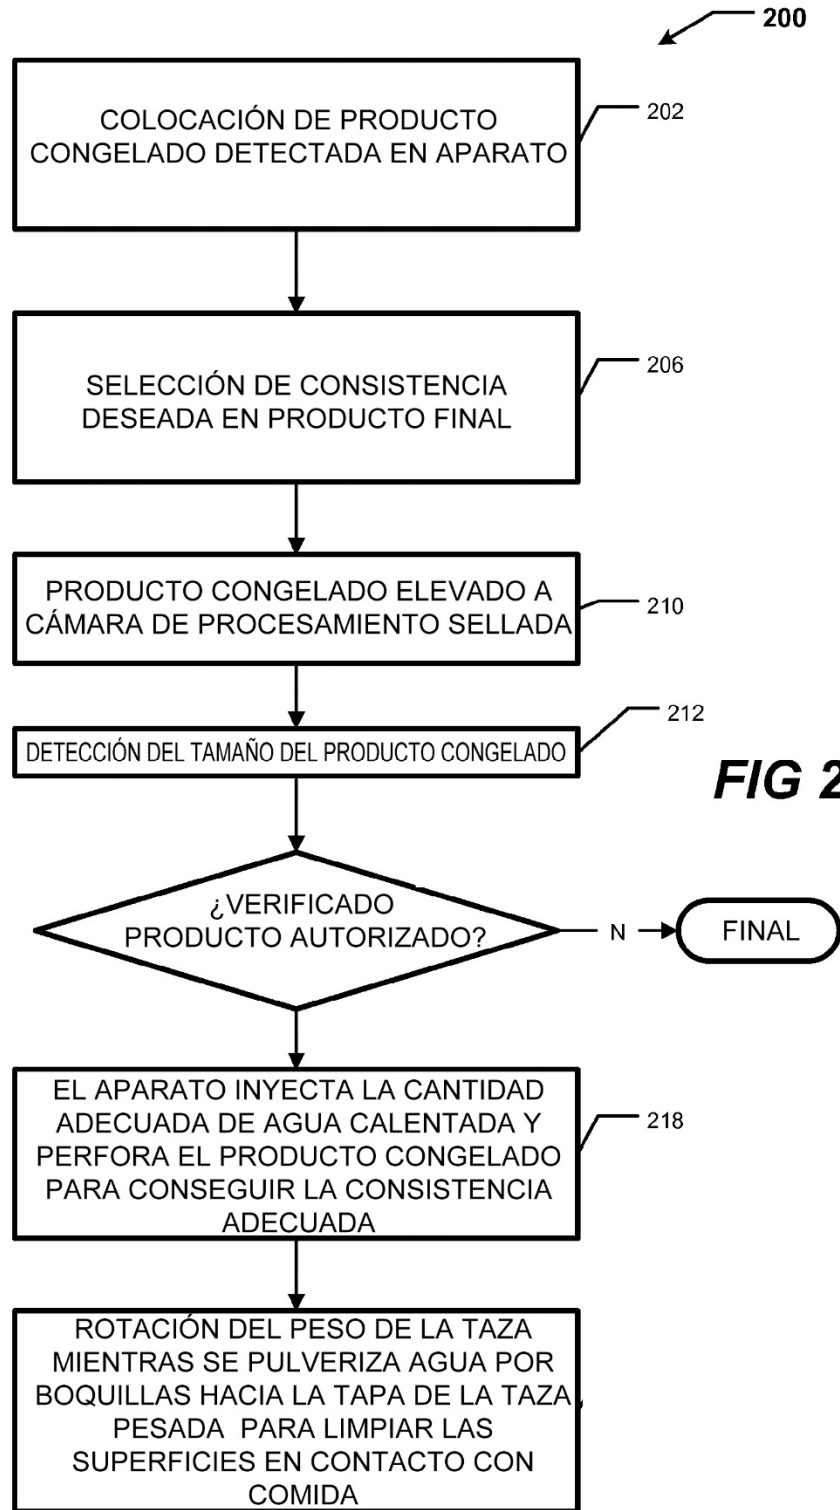 200
COLOCACIÓN DE PRODUCTO
CONGELADO DETECTADA EN APARATO
202
SELECCIÓN DE CONSISTENCIA
DESEADA EN PRODUCTO FINAL
206
PRODUCTO CONGELADO ELEVADO A
CÁMARA DE PROCESAMIENTO SELLADA
210
DETECCIÓN DEL TAMAÑO DEL PRODUCTO CONGELADO
212
FIG 2
¿VERIFICADO
PRODUCTO AUTORIZADO?
N
FINAL
EL APARATO INYECTA LA CANTIDAD
ADECUADA DE AGUA CALENTADA Y
PERFORA EL PRODUCTO CONGELADO
PARA CONSEGUIR LA CONSISTENCIA
ADECUADA
218
ROTACIÓN DEL PESO DE LA TAZA
MIENTRAS SE PULVERIZA AGUA POR
BOQUILLAS HACIA LA TAPA DE LA TAZA
PESADA PARA LIMPIAR LAS
SUPERFICIES EN CONTACTO CON
COMIDA